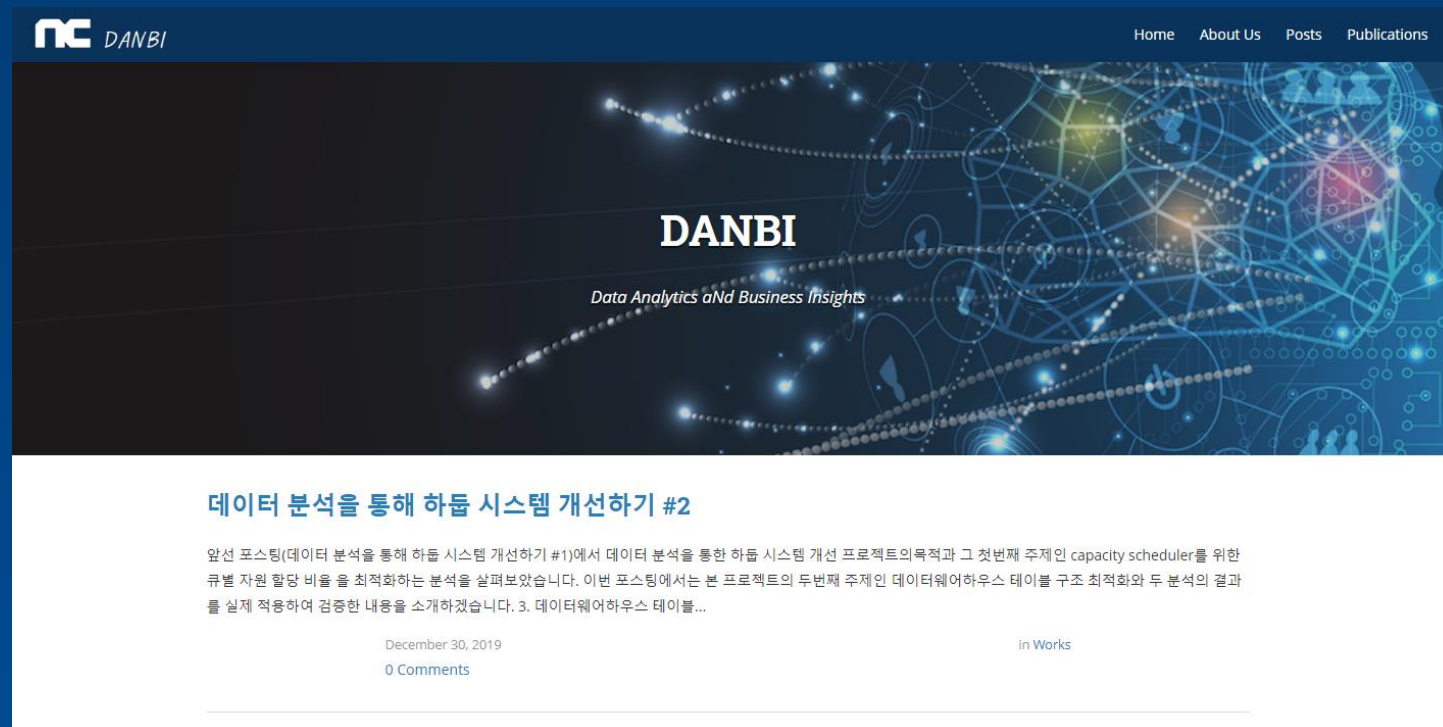 nc DANBI
Home About Us Posts Publications
DANBI
Data Analytics aNd Business Insights
데이터 분석을 통해 하둡 시스템 개선하기 #2
앞선 포스팅(데이터 분석을 통해 하둡 시스템 개선하기 #1)에서 데이터 분석을 통한 하둡 시스템 개선 프로젝트의목적과 그 첫번째 주제인 capacity scheduler를 위한
큐별 자원 할당 비율 을 최적화하는 분석을 살펴보았습니다. 이번 포스팅에서는 본 프로젝트의 두번째 주제인 데이터웨어하우스 테이블 구조 최적화와 두 분석의 결과
를 실제 적용하여 검증한 내용을 소개하겠습니다. 3. 데이터웨어하우스 테이블...
December 30, 2019 in Works
0 Comments